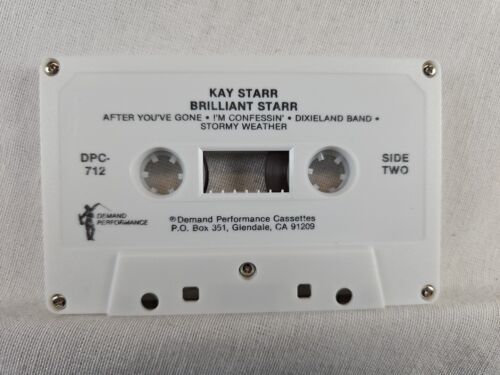 KAY STARR
BRILLIANT STARR
AFTER YOU'VE GONE • I'M CONFESSIN' • DIXIELAND BAND •
STORMY WEATHER
DPC-
712
SIDE
TWO
DEMAND
PERFORMANCE
℗Demand Performance Cassettes
P.O. Box 351, Glendale, CA 91209